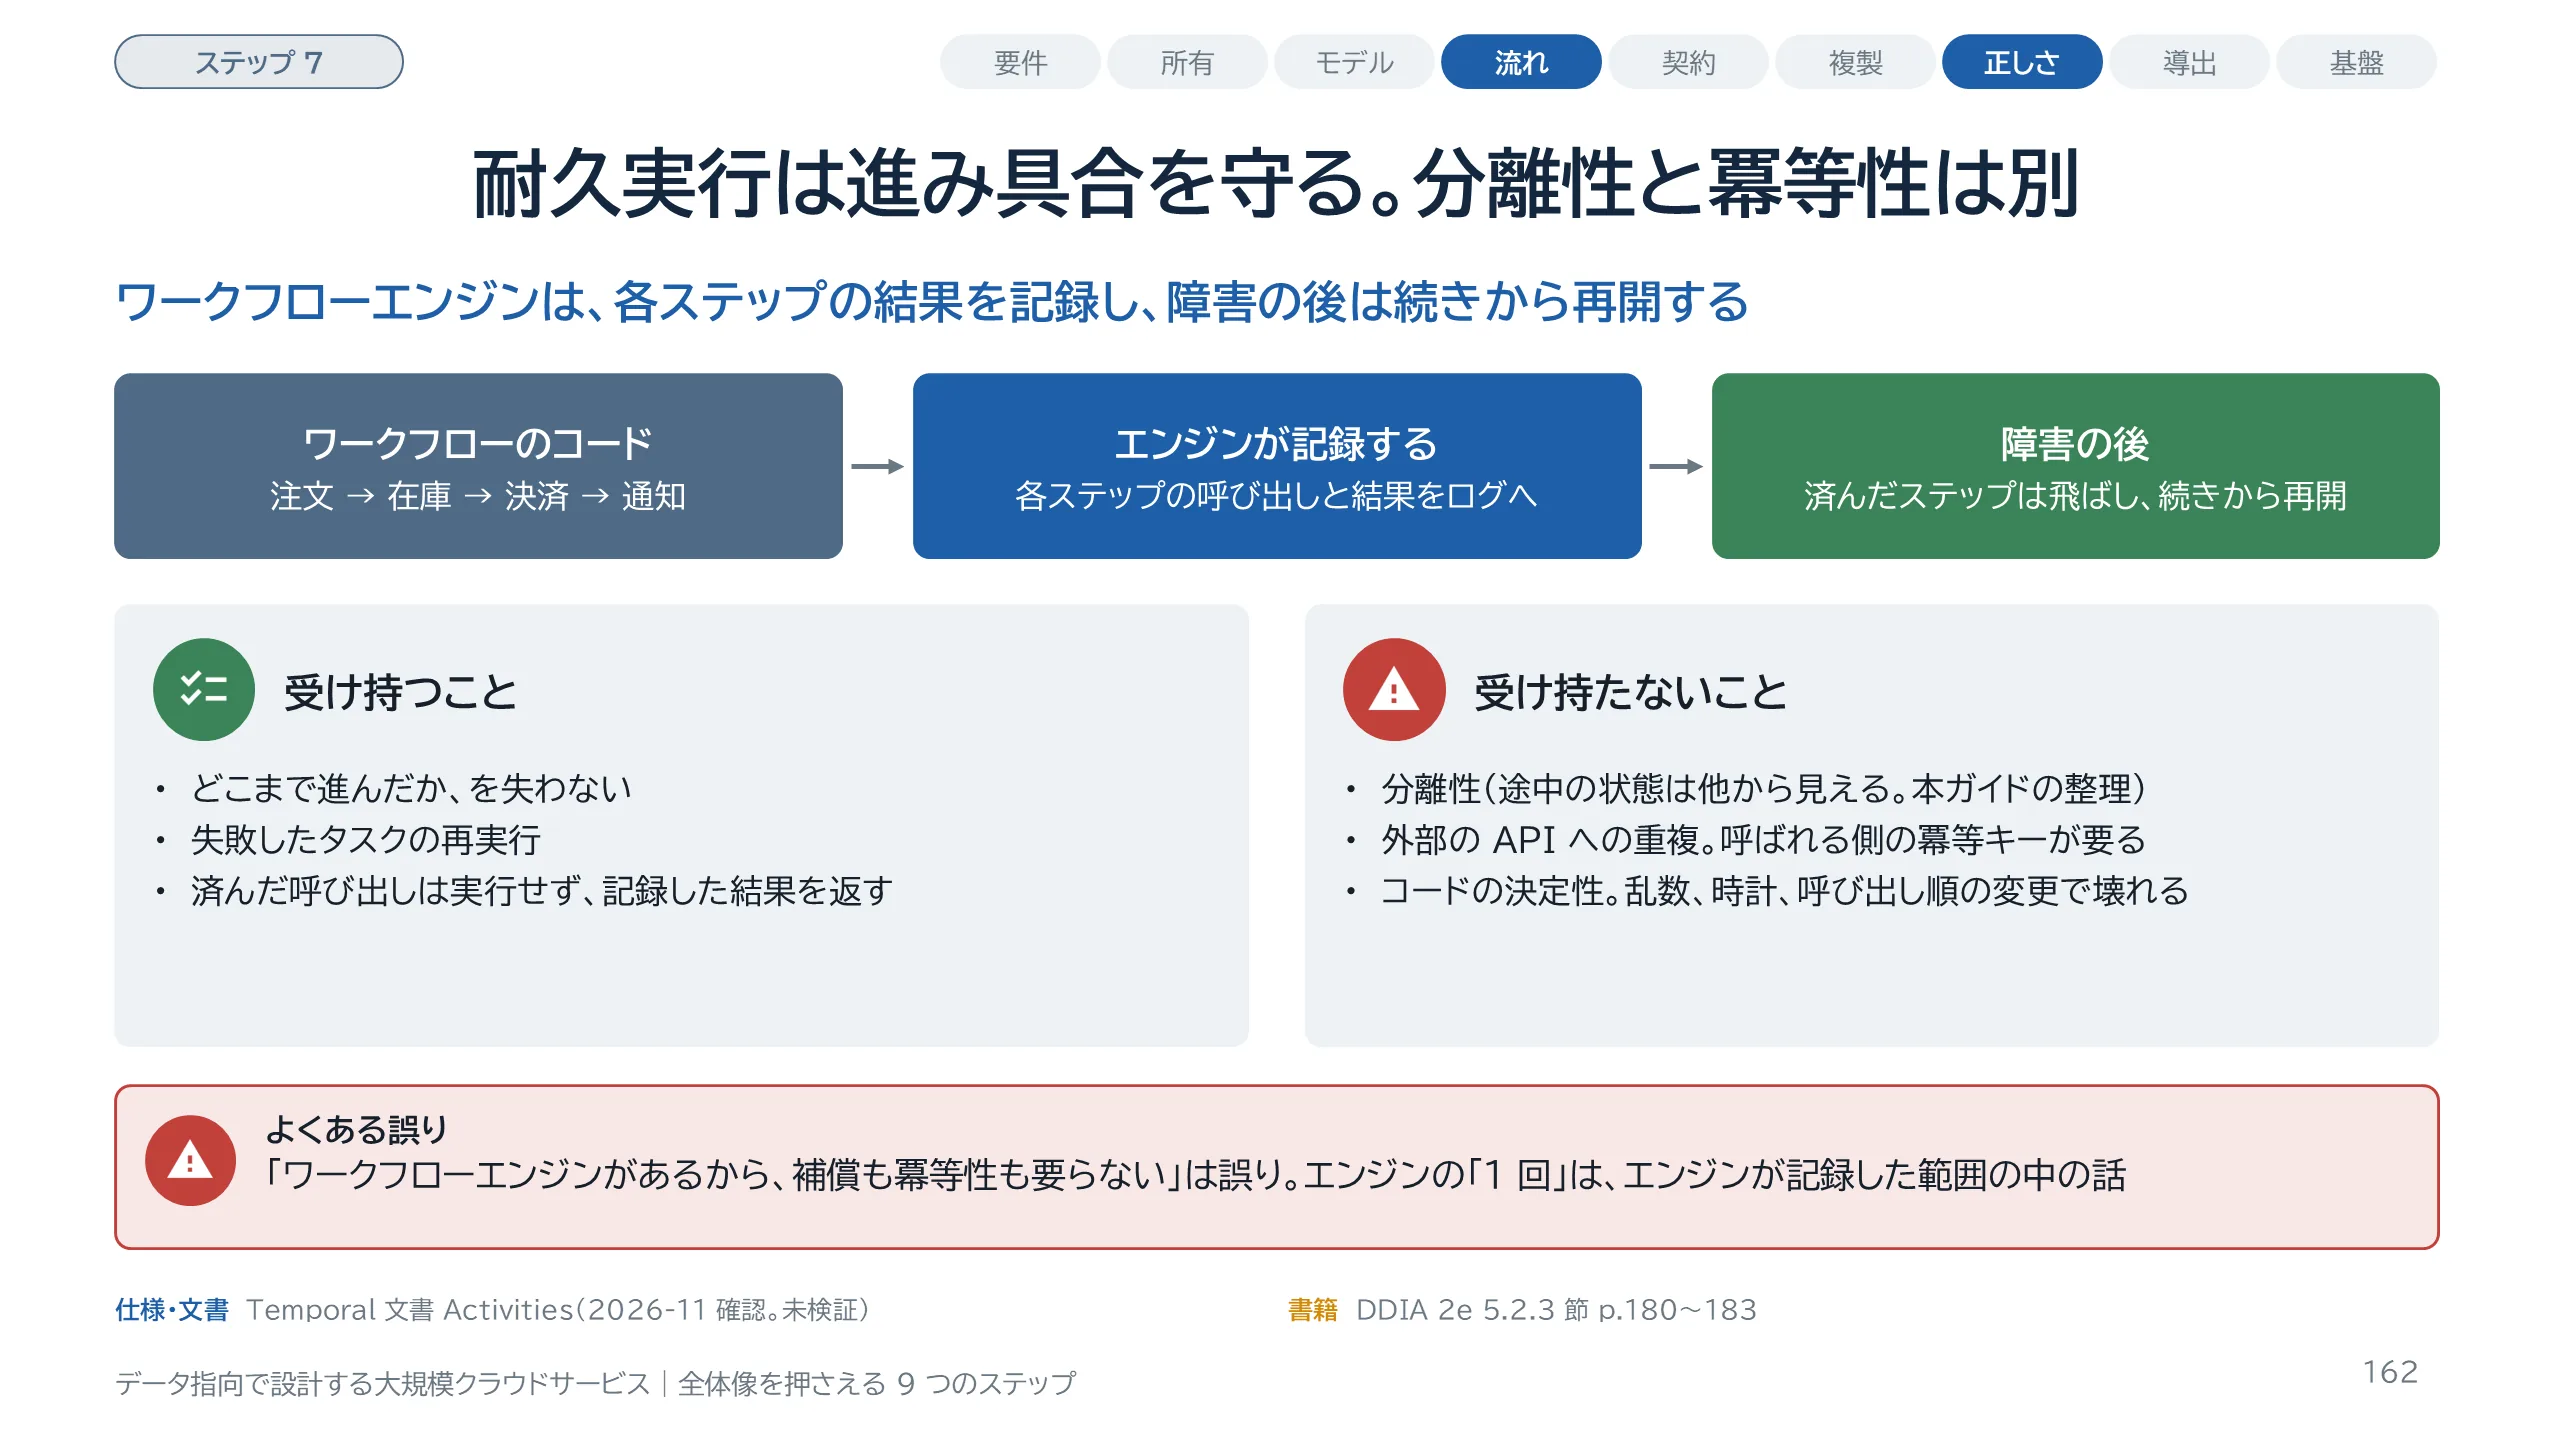 ステップ 7
要件
所有
モデル
流れ
契約
複製
正しさ
導出
基盤
耐久実行は進み具合を守る。分離性と冪等性は別
ワークフローエンジンは、各ステップの結果を記録し、障害の後は続きから再開する
ワークフローのコード
注文 → 在庫 → 決済 → 通知
エンジンが記録する
各ステップの呼び出しと結果をログへ
障害の後
済んだステップは飛ばし、続きから再開
受け持つこと
・ どこまで進んだか、を失わない
・ 失敗したタスクの再実行
・ 済んだ呼び出しは実行せず、記録した結果を返す
受け持たないこと
・ 分離性（途中の状態は他から見える。本ガイドの整理）
・ 外部の API への重複。呼ばれる側の冪等キーが要る
・ コードの決定性。乱数、時計、呼び出し順の変更で壊れる
よくある誤り
「ワークフローエンジンがあるから、補償も冪等性も要らない」は誤り。エンジンの「1 回」は、エンジンが記録した範囲の中の話
仕様・文書 Temporal 文書 Activities（2026-11 確認。未検証）
書籍 DDIA 2e 5.2.3 節 p.180〜183
データ指向で設計する大規模クラウドサービス｜全体像を押さえる 9 つのステップ
162